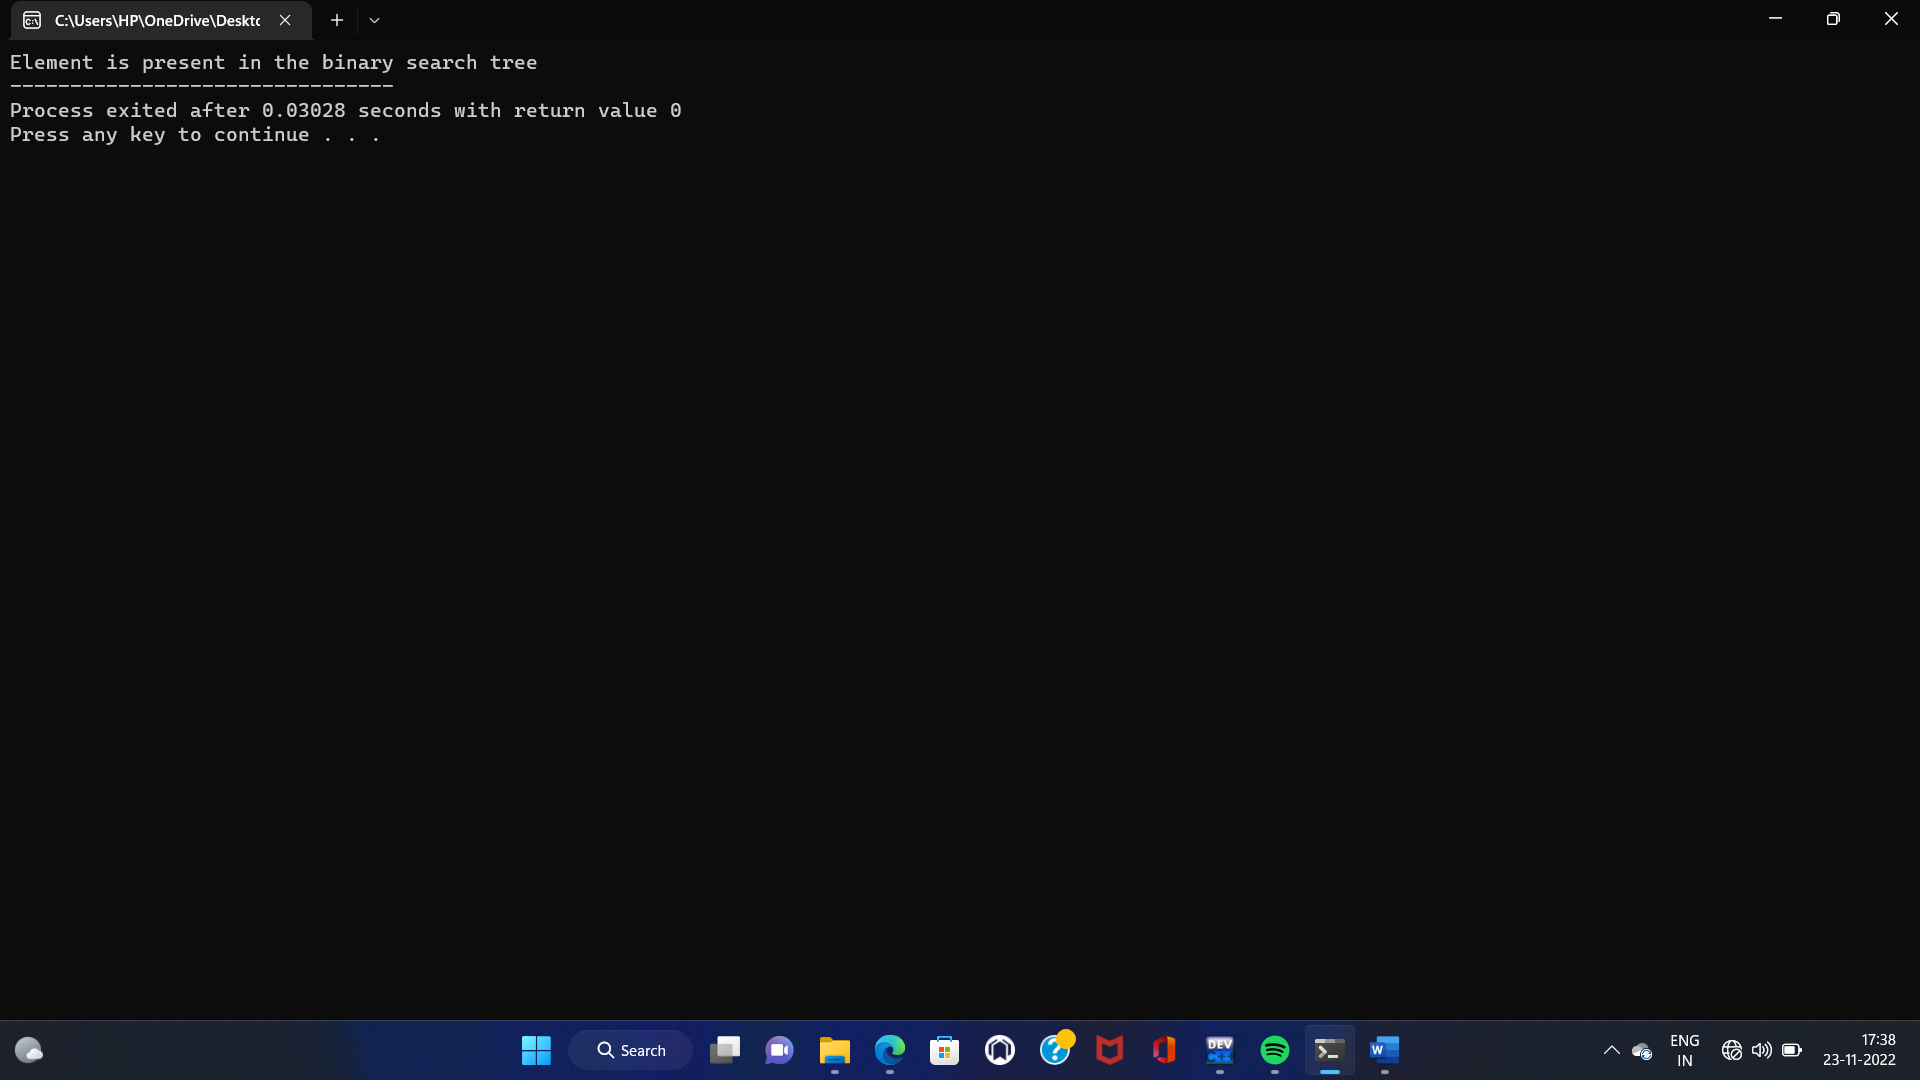 C:\Users\HP\OneDrive\Deskt
Element is present in the binary search tree
--------------------------------
Process exited after 0.03028 seconds with return value 0
Press any key to continue . . .
Search
DEV
C++
W
ENG
IN
17:38
23-11-2022